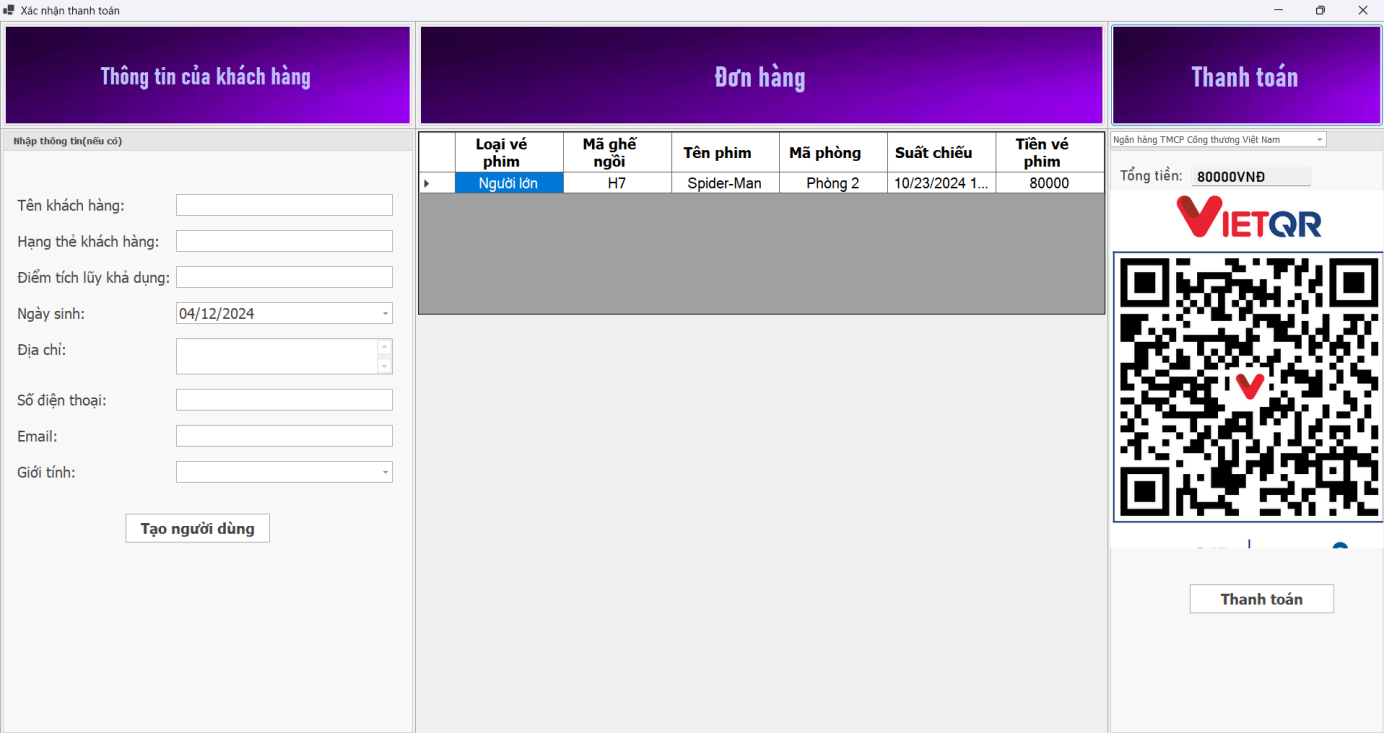 Xác nhận thanh toán
Thông tin của khách hàng
Đơn hàng
Thanh toán
Nhập thông tin(nếu có)
Tên khách hàng:
Hạng thẻ khách hàng:
Điểm tích lũy khả dụng:
Ngày sinh:
04/12/2024
Địa chỉ:
Số điện thoại:
Email:
Giới tính:
Tạo người dùng
Loại vé phim
Mã ghế ngồi
Tên phim
Mã phòng
Suất chiếu
Tiền vé phim
Người lớn
H7
Spider-Man
Phòng 2
10/23/2024 1...
80000
Ngân hàng TMCP Công thương Việt Nam
Tổng tiền:
80000VNĐ
VIETQR
Thanh toán